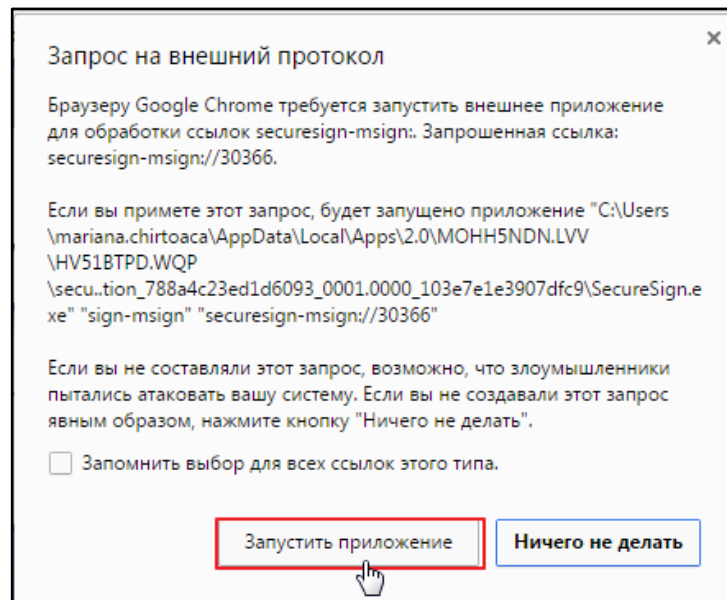 Запрос на внешний протокол
Браузеру Google Chrome требуется запустить внешнее приложение
для обработки ссылок securesign-msign:. Запрошенная ссылка:
securesign-msign://30366.
Если вы примете этот запрос, будет запущено приложение "C:\Users
\mariana.chirtoaca\AppData\Local\Apps\2.0\MOHH5NDN.LVV
\HV51BTPD.WQP
\secu..tion_788a4c23ed1d6093_0001.0000_103e7e1e3907dfc9\SecureSign.e
xe" "sign-msign" "securesign-msign://30366"
Если вы не составляли этот запрос, возможно, что злоумышленники
пытались атаковать вашу систему. Если вы не создавали этот запрос
явным образом, нажмите кнопку "Ничего не делать".
Запомнить выбор для всех ссылок этого типа.
Запустить приложение Ничего не делать